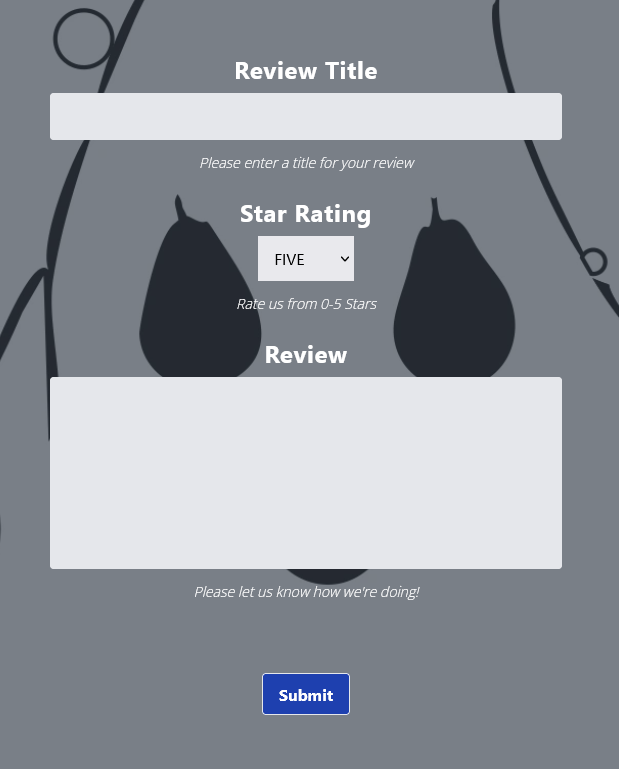 Review Title
Please enter a title for your review
Star Rating
FIVE
Rate us from 0-5 Stars
Review
Please let us know how we're doing!
Submit